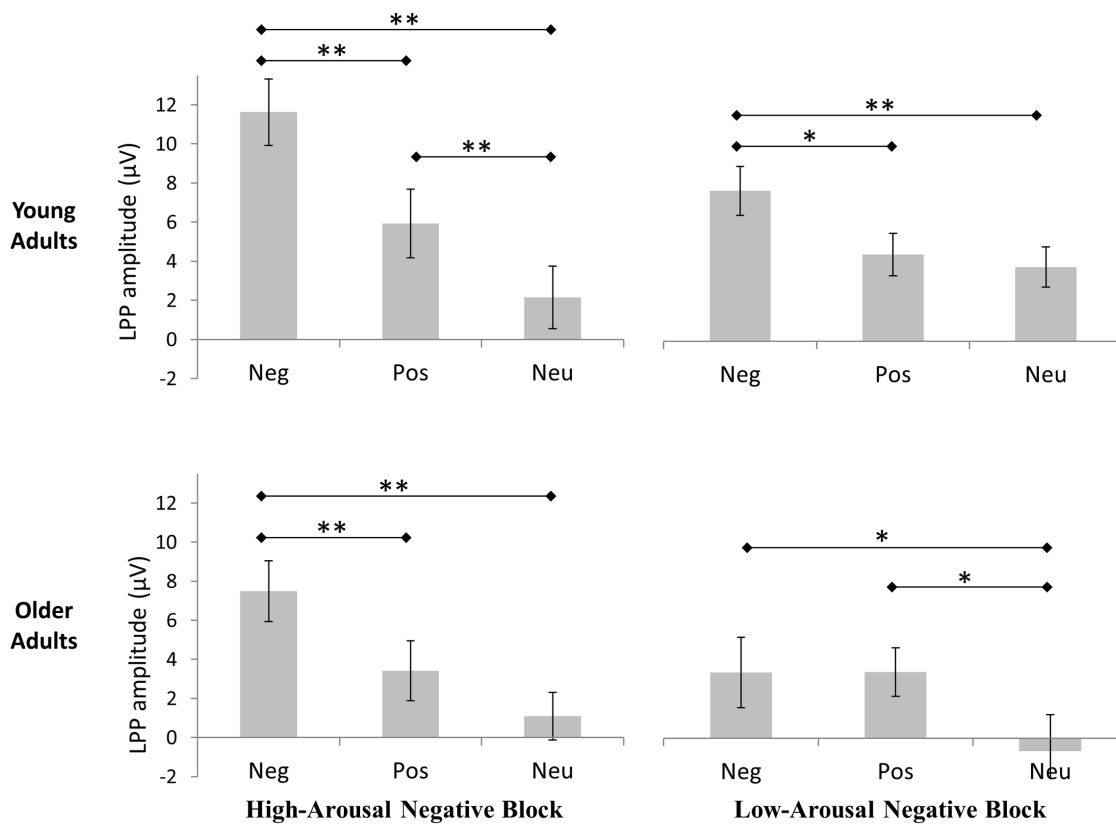 **
**
**
12
10
8
6
4
2
0
-2
LPP amplitude (µV)
Young
Adults
Neg Pos Neu
**
*
Neg Pos Neu
**
**
12
10
8
6
4
2
0
-2
LPP amplitude (µV)
Older
Adults
Neg Pos Neu
High-Arousal Negative Block
*
*
Neg Pos Neu
Low-Arousal Negative Block